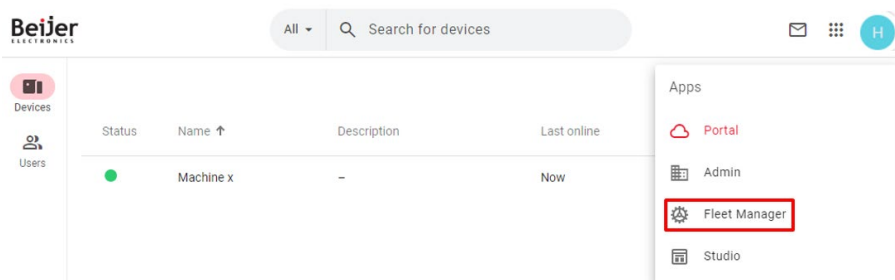 Beijer
ELECTRONICS
All
Search for devices
H
Devices
Users
Status Name Description Last online
Machine x – Now
Apps
Portal
Admin
Fleet Manager
Studio